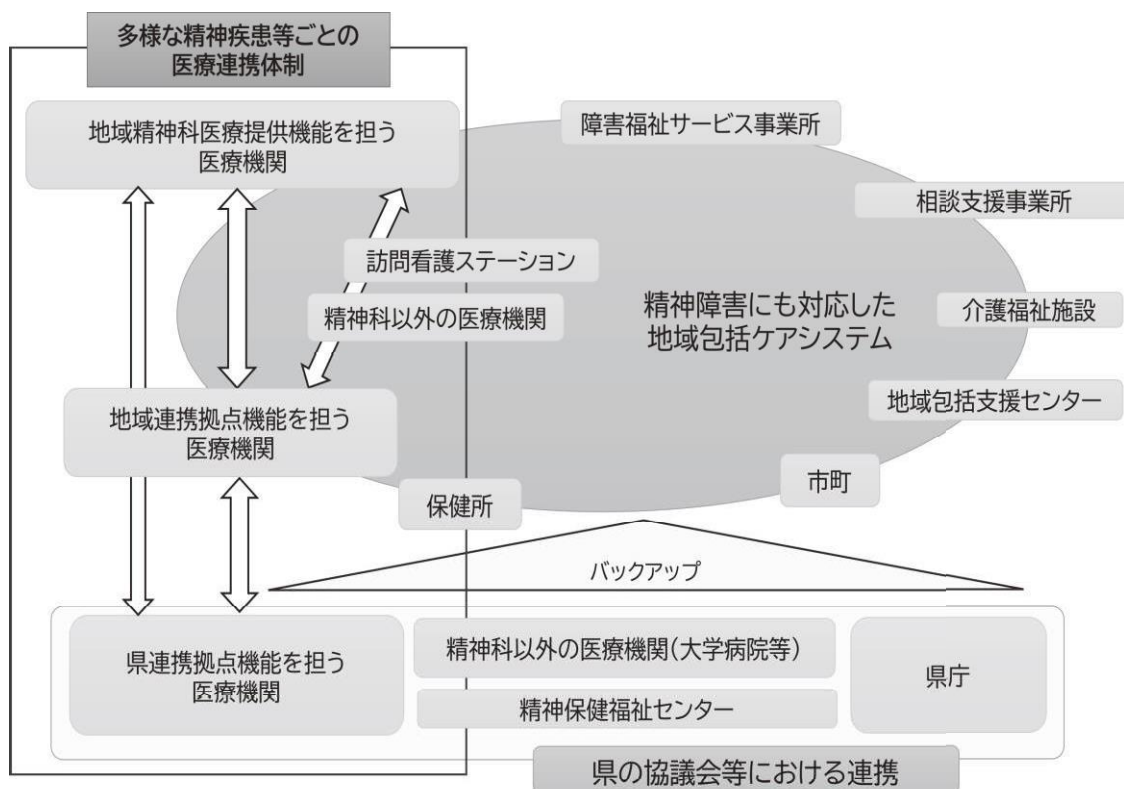 多様な精神疾患等ごとの
医療連携体制
地域精神科医療提供機能を担う
医療機関
障害福祉サービス事業所
相談支援事業所
訪問看護ステーション
精神科以外の医療機関
精神障害にも対応した
地域包括ケアシステム
介護福祉施設
地域連携拠点機能を担う
医療機関
地域包括支援センター
市町
保健所
バックアップ
県連携拠点機能を担う
医療機関
精神科以外の医療機関(大学病院等)
精神保健福祉センター
県庁
県の協議会等における連携